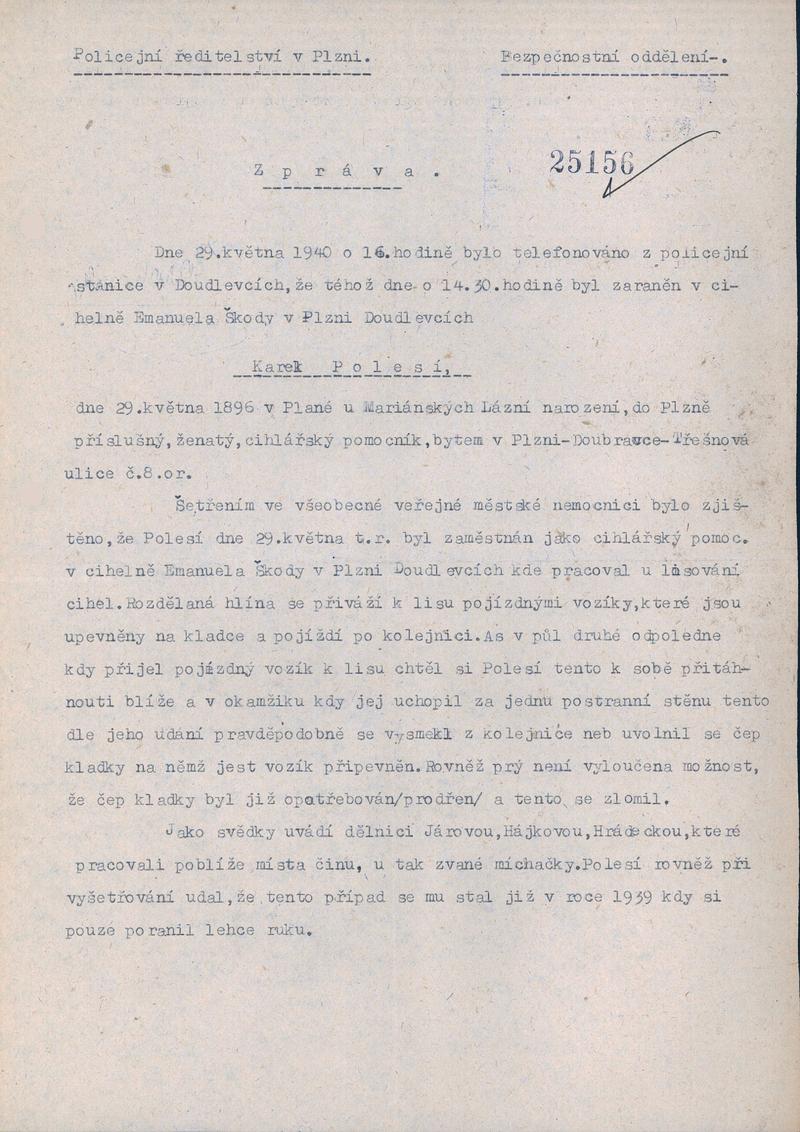 Policejní ředitelství v Plzni. Bezpečnostní oddělení-.
Z p r á v a .
25156
Dne 29.května 1940 o 16.hodině bylo telefonováno z policejní
stanice v Doudlevcích,že téhož dne o 14.30.hodině byl zaraněn v ci-
helně Emanuela Škody v Plzni Doudlevcích
Karel P o l e s í,
dne 29.května 1896 v Plané u Mariánských Lázní narození,do Plzně
příslušný,ženatý,cihlářský pomocník,bytem v Plzni-Doubravce-Třešnová
ulice č.8.or.
Šetřením ve všeobecné veřejné městské nemocnici bylo zjiš-
těno,že Polesí dne 29.května t.r. byl zaměstnán jako cihlářský pomoc.
v cihelně Emanuela Škody v Plzni Doudlevcích kde pracoval u lisování
cihel.Rozdělaná hlína se přiváží k lisu pojízdnými vozíky,které jsou
upevněny na kladce a pojíždí po kolejnici.As v půl druhé odpoledne
kdy přijel pojízdný vozík k lisu chtěl si Polesí tento k sobě přitáh-
nouti blíže a v okamžiku kdy jej uchopil za jednu postranní stěnu tento
dle jeho udání pravděpodobně se vysmekl z kolejnice neb uvolnil se čep
kladky na němž jest vozík připevněn.Rovněž prý není vyloučena možnost,
že čep kladky byl již opotřebován/prodřen/ a tento se zlomil.
Jako svědky uvádí dělnici Járovou,Hájkovou,Hrádeckou,které
pracovali poblíže místa činu, u tak zvané míchačky.Polesí rovněž při
vyšetřování udal,že tento případ se mu stal již v roce 1939 kdy si
pouze poranil lehce ruku.